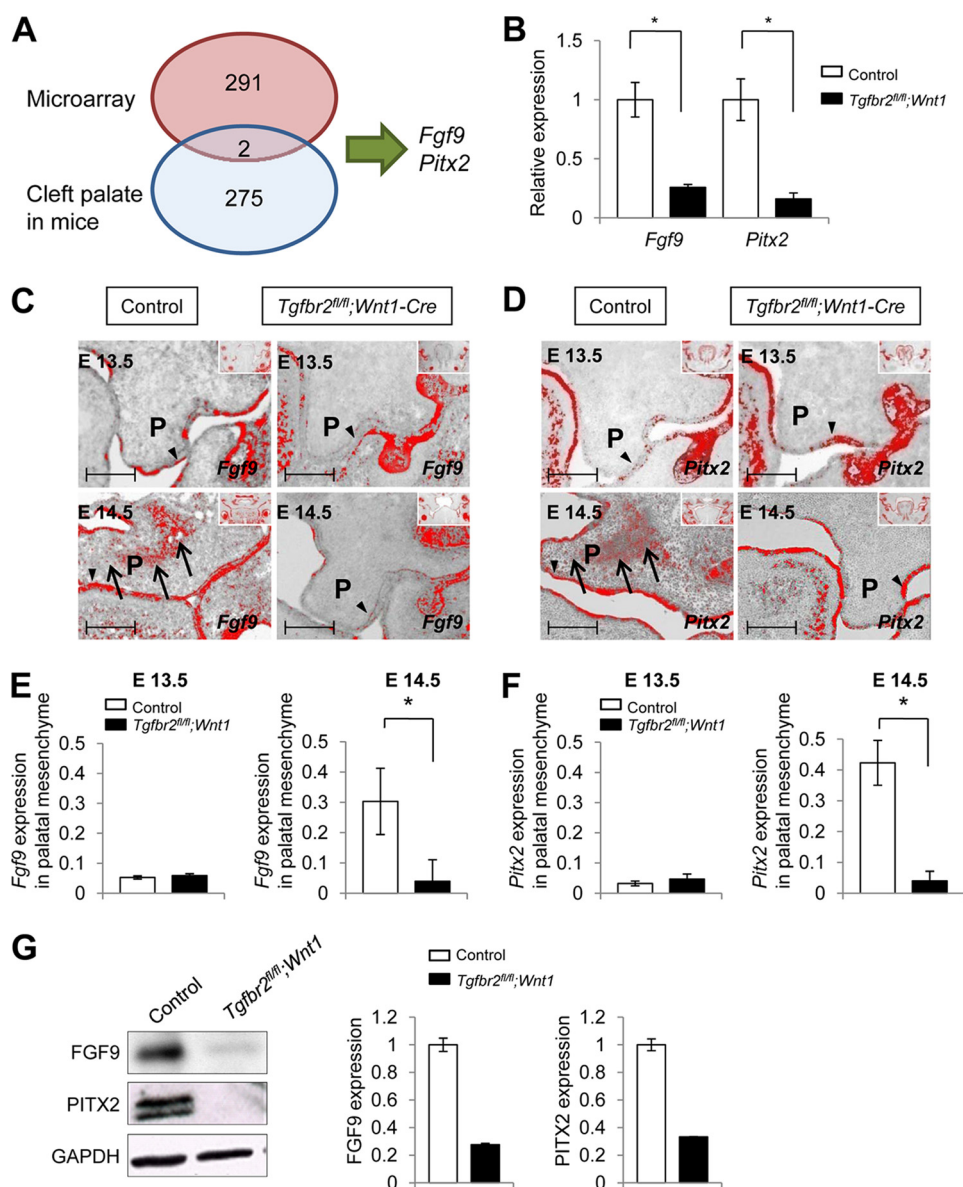 A
Microarray
291
2
Cleft palate
in mice
275
Fgf9
Pitx2
B
Relative expression
1.5
1
0.5
0
*
*
Control
Tgfbr2fl/fl;Wnt1
Fgf9
Pitx2
C
Control
Tgfbr2fl/fl;Wnt1-Cre
E 13.5
P
Fgf9
E 13.5
P
Fgf9
E 14.5
P
Fgf9
E 14.5
P
Fgf9
D
Control
Tgfbr2fl/fl;Wnt1-Cre
E 13.5
P
Pitx2
E 13.5
P
Pitx2
E 14.5
P
Pitx2
E 14.5
P
Pitx2
E
E 13.5
Control
Tgfbr2fl/fl;Wnt1
Fgf9 expression
in palatal mesenchyme
0.5
0.4
0.3
0.2
0.1
0
E 14.5
*
Fgf9 expression
in palatal mesenchyme
0.5
0.4
0.3
0.2
0.1
0
F
E 13.5
Control
Tgfbr2fl/fl;Wnt1
Pitx2 expression
in palatal mesenchyme
0.5
0.4
0.3
0.2
0.1
0
E 14.5
*
Pitx2 expression
in palatal mesenchyme
0.5
0.4
0.3
0.2
0.1
0
G
Control
Tgfbr2fl/fl;Wnt1
FGF9
PITX2
GAPDH
Control
Tgfbr2fl/fl;Wnt1
FGF9 expression
1.2
1
0.8
0.6
0.4
0.2
0
PITX2 expression
1.2
1
0.8
0.6
0.4
0.2
0